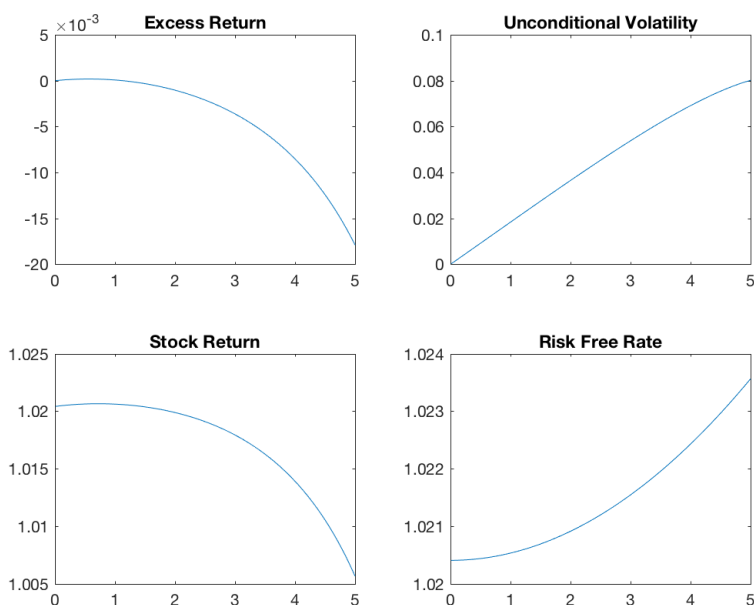 Excess Return
×10⁻³
5
0
-5
-10
-15
-20
0 1 2 3 4 5
Unconditional Volatility
0.1
0.08
0.06
0.04
0.02
0
0 1 2 3 4 5
Stock Return
1.025
1.02
1.015
1.01
1.005
0 1 2 3 4 5
Risk Free Rate
1.024
1.023
1.022
1.021
1.02
0 1 2 3 4 5